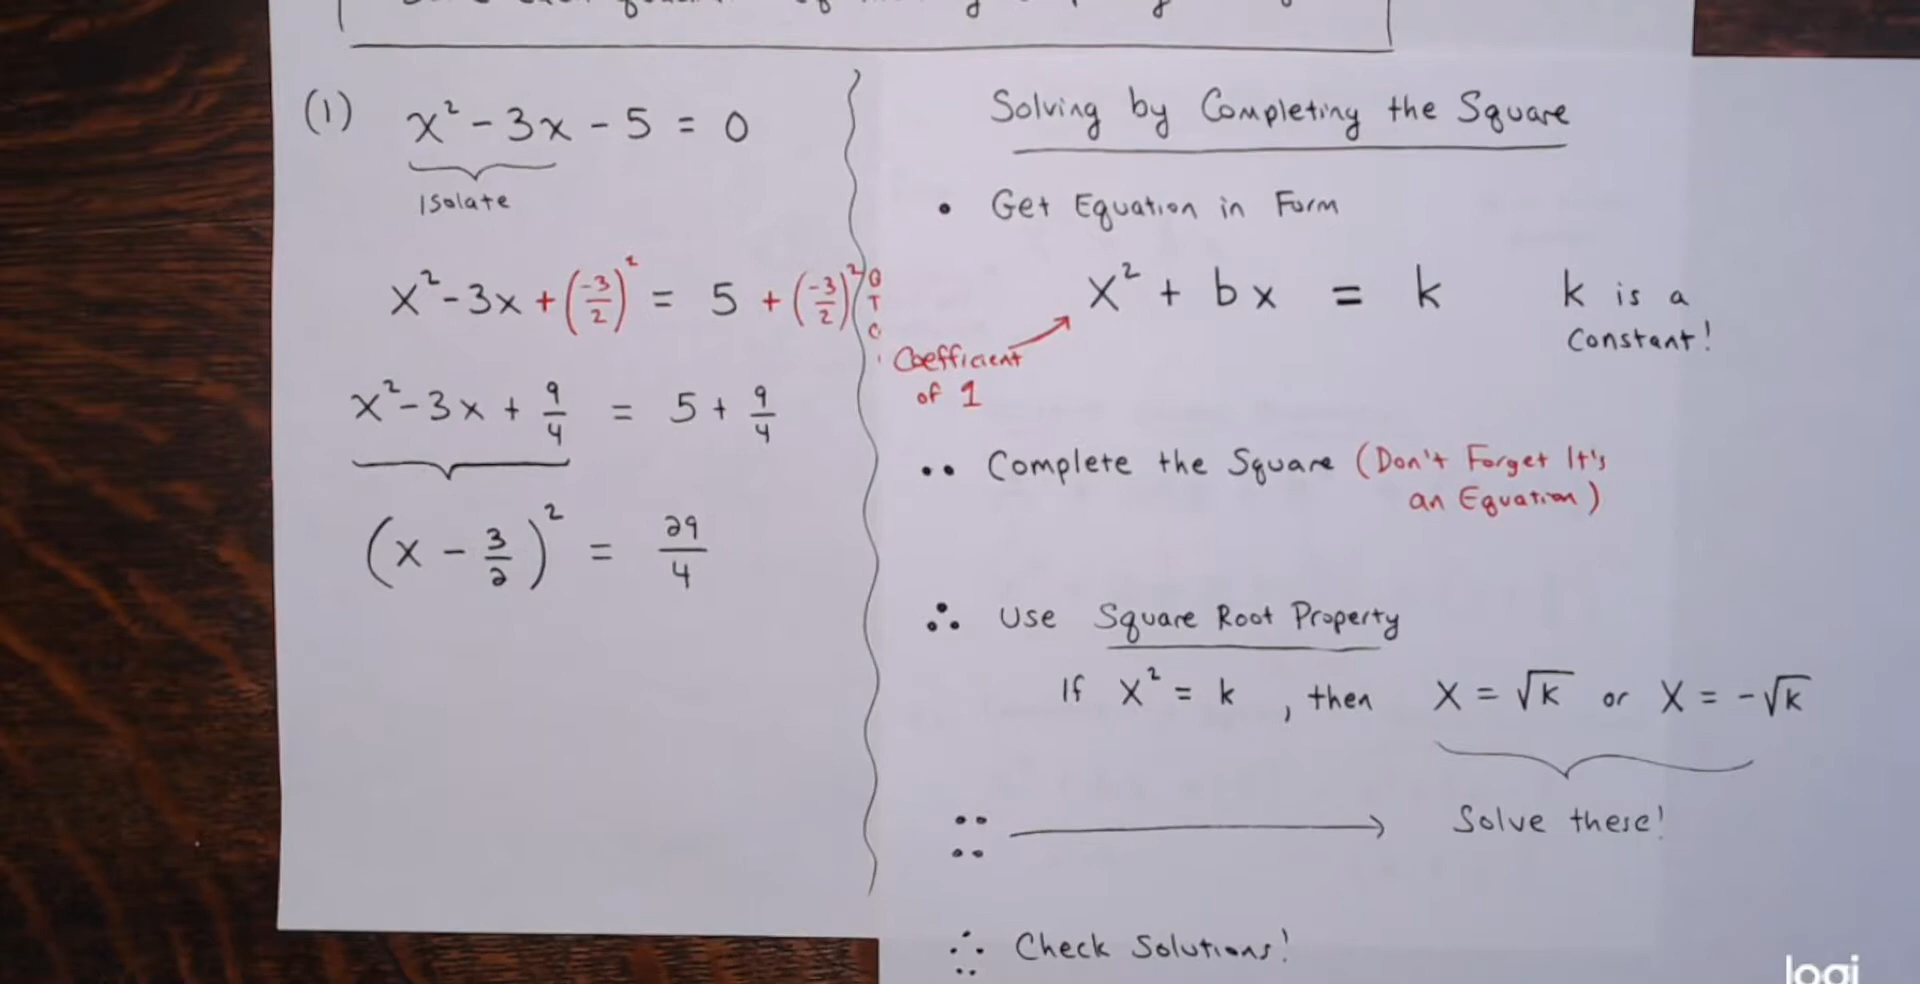 (1) x² - 3x - 5 = 0
Isolate
x² - 3x + (-3/2)² = 5 + (-3/2)²
x² - 3x + 9/4 = 5 + 9/4
(x - 3/2)² = 29/4
Solving by Completing the Square
• Get Equation in Form
x² + bx = k k is a
Constant!
Coefficient
of 1
•• Complete the Square (Don't Forget It's
an Equation)
∴ Use Square Root Property
If x² = k, then x = √k or x = -√k
:: ⟶ Solve these!
Check Solutions!
logi